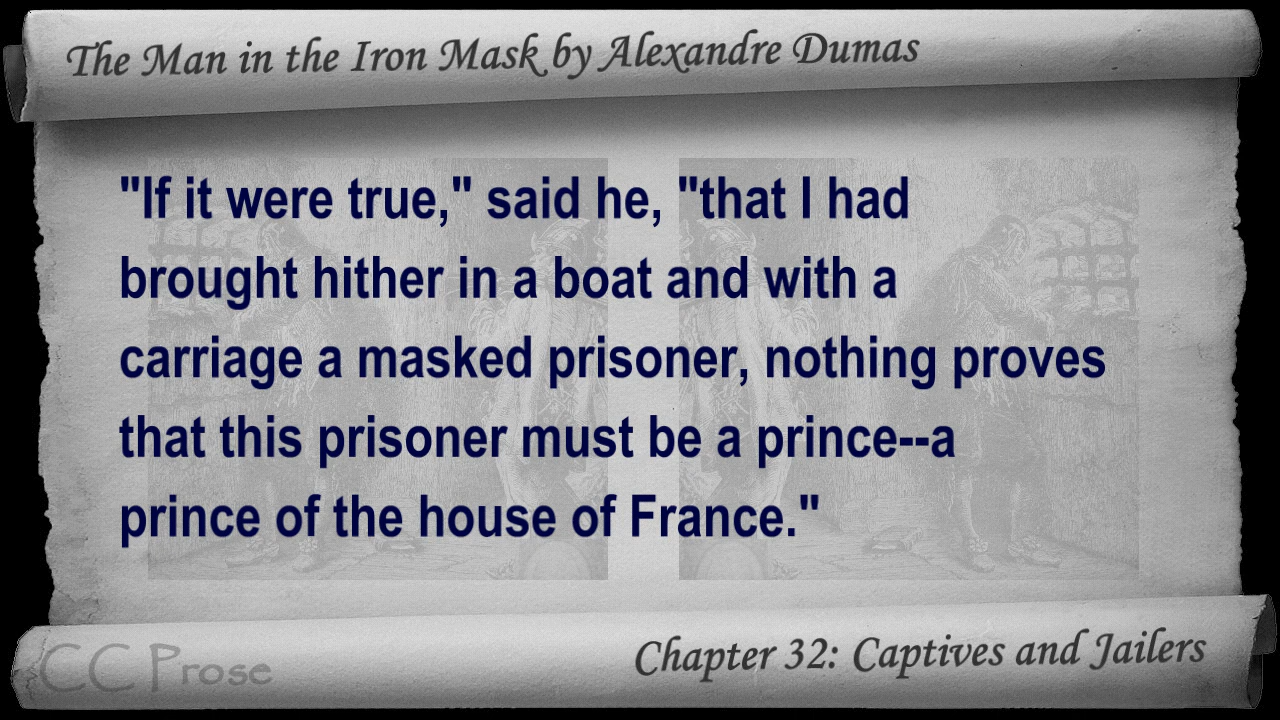 The Man in the Iron Mask by Alexandre Dumas
"If it were true," said he, "that I had
brought hither in a boat and with a
carriage a masked prisoner, nothing proves
that this prisoner must be a prince--a
prince of the house of France."
CC Prose
Chapter 32: Captives and Jailers